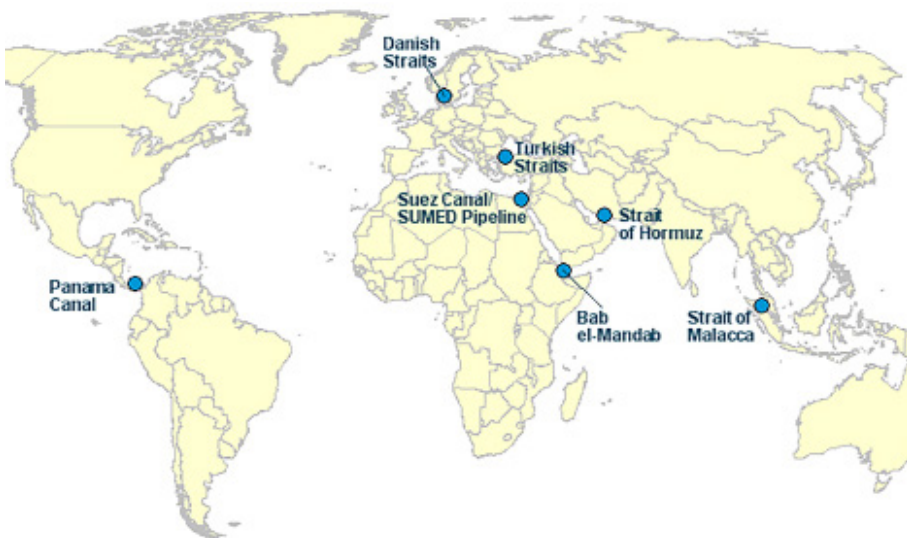 Danish
Straits
Turkish
Straits
Suez Canal/
SUMED Pipeline
Strait
of Hormuz
Panama
Canal
Bab
el-Mandab
Strait of
Malacca